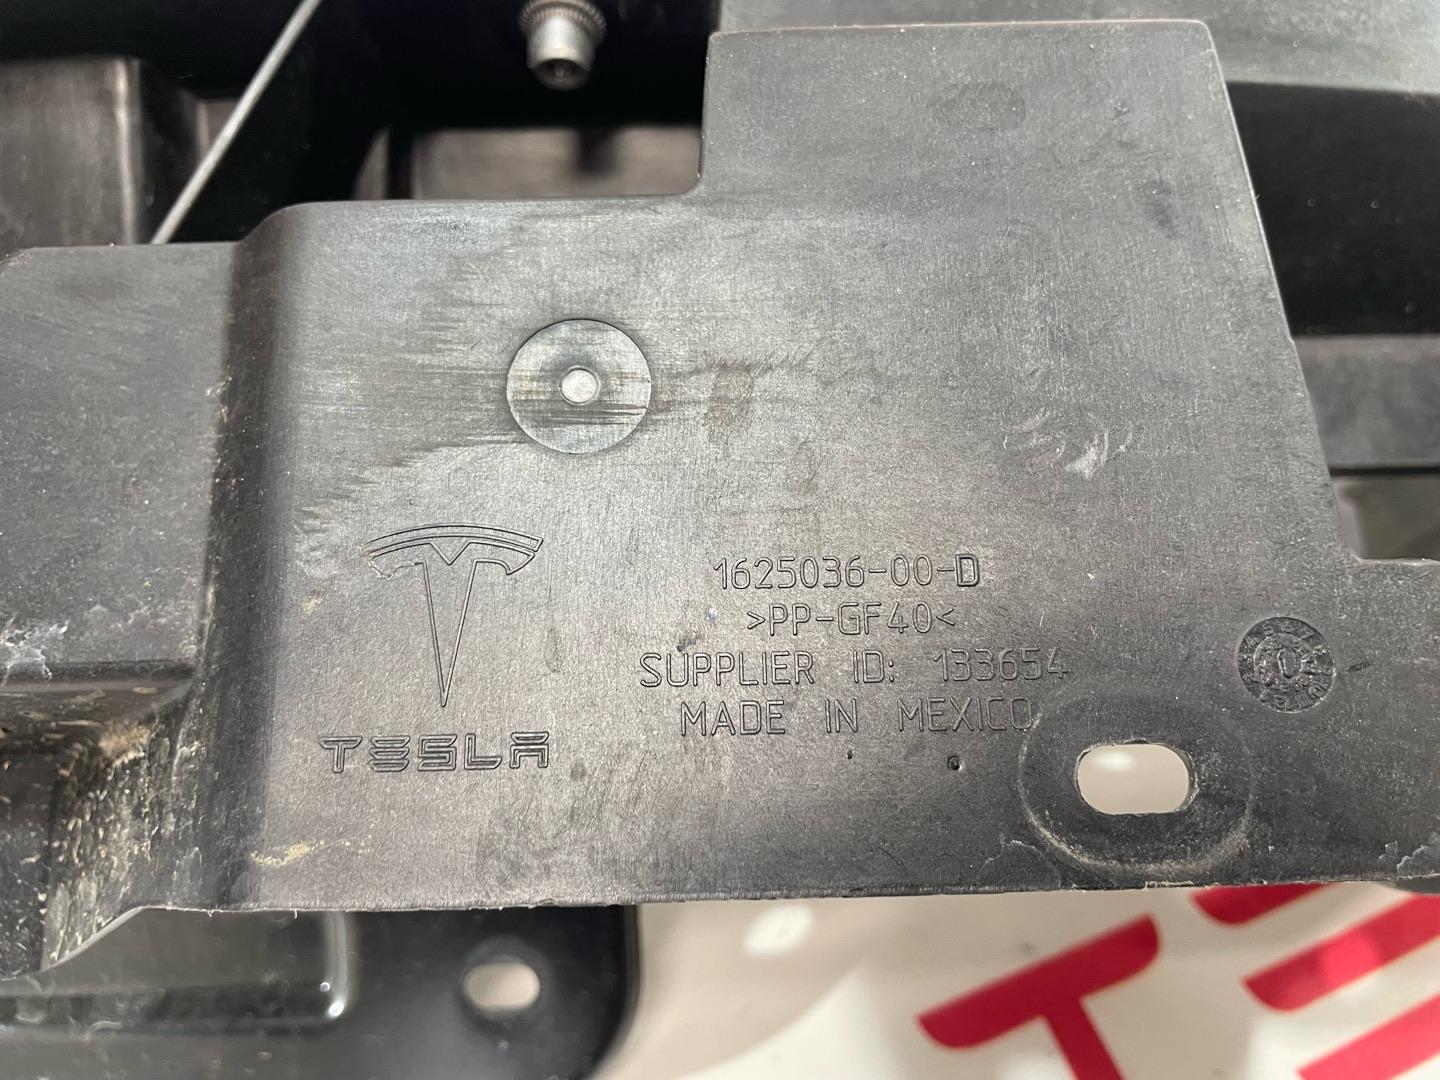 1625036-00-D
>PP-GF40<
SUPPLIER ID: 133654
MADE IN MEXICO
TESLA